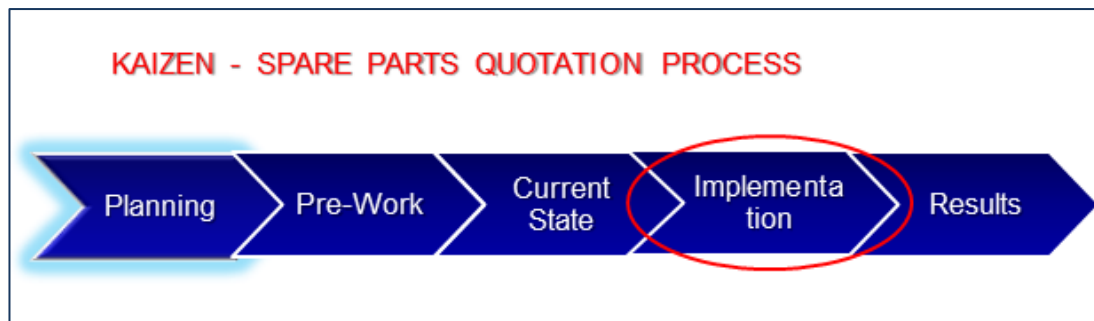 KAIZEN - SPARE PARTS QUOTATION PROCESS
Planning
Pre-Work
Current
State
Implementa
tion
Results